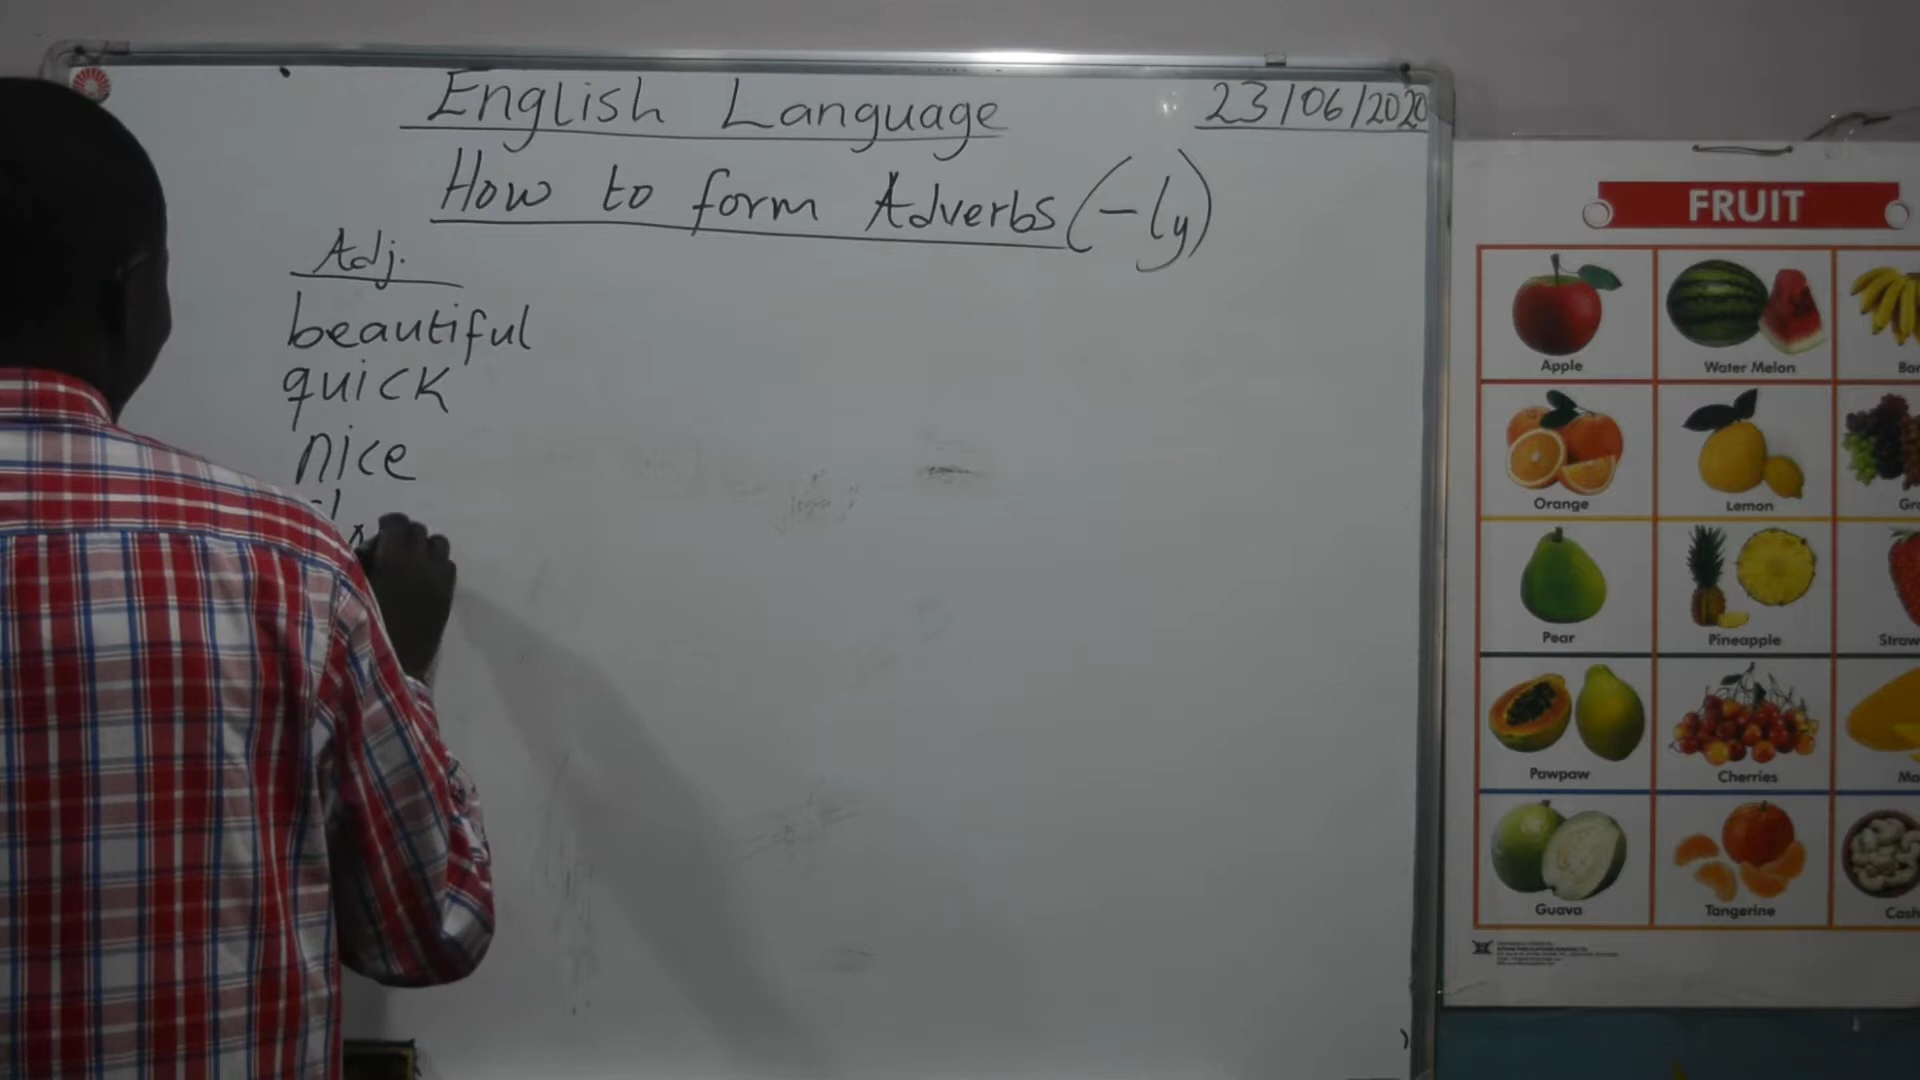 English Language
23/06/2020
How to form Adverbs (-ly)
Adj.
beautiful
quick
nice
FRUIT
Apple
Water Melon
Orange
Lemon
Pear
Pineapple
Pawpaw
Cherries
Guava
Tangerine